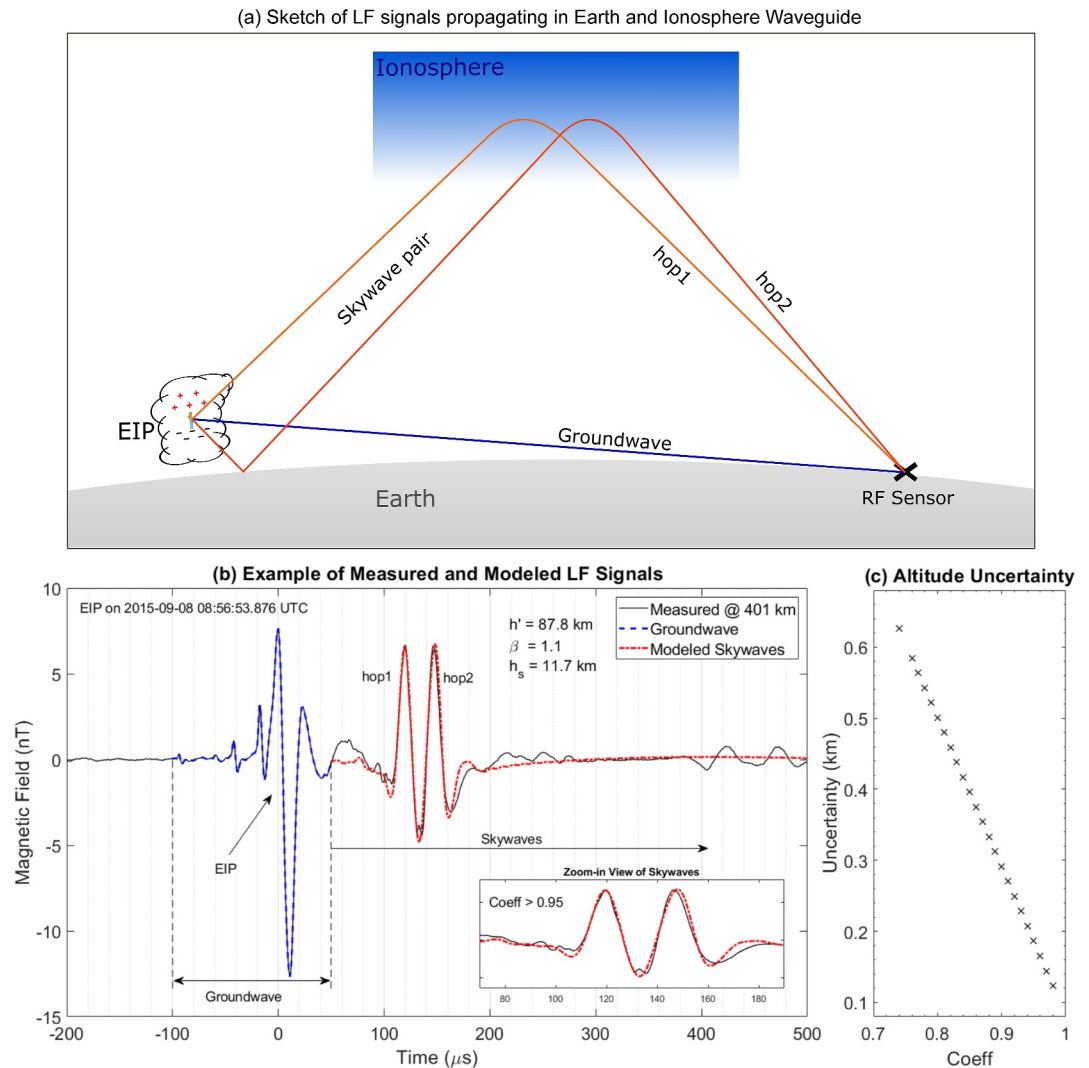 (a) Sketch of LF signals propagating in Earth and Ionosphere Waveguide
Ionosphere
Skywave pair
hop1
hop2
EIP
Groundwave
RF Sensor
Earth
(b) Example of Measured and Modeled LF Signals
EIP on 2015-09-08 08:56:53.876 UTC
h' = 87.8 km
β = 1.1
hs = 11.7 km
Measured @ 401 km
Groundwave
Modeled Skywaves
hop1
hop2
EIP
Skywaves
Groundwave
Zoom-in View of Skywaves
Coeff > 0.95
80 100 120 140 160 180
10
5
0
-5
-10
-15
Magnetic Field (nT)
-200 -100 0 100 200 300 400 500
Time (μs)
(c) Altitude Uncertainty
0.6
0.5
0.4
0.3
0.2
0.1
Uncertainty (km)
0.7 0.8 0.9 1
Coeff